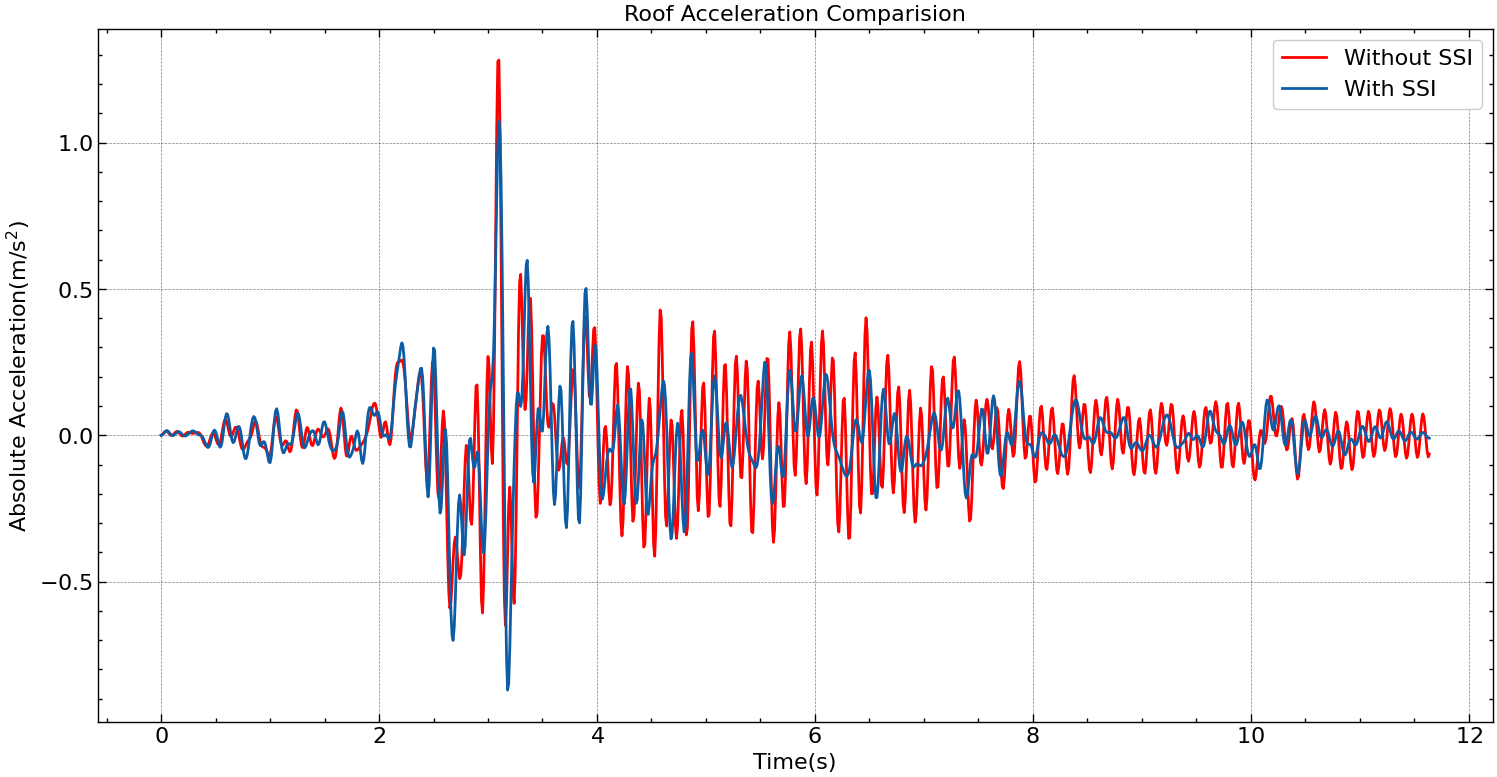 Roof Acceleration Comparision
Without SSI
With SSI
1.0
0.5
0.0
−0.5
Absolute Acceleration(m/s²)
0 2 4 6 8 10 12
Time(s)